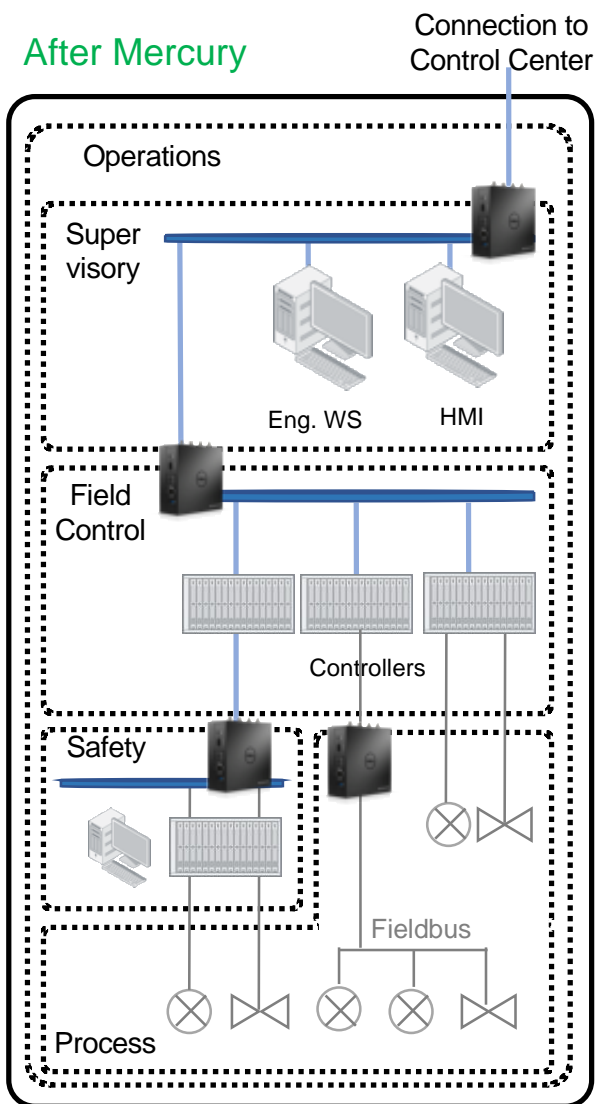 After Mercury
Connection to
Control Center
Operations
Super
visory
Eng. WS
HMI
Field
Control
Controllers
Safety
Fieldbus
Process